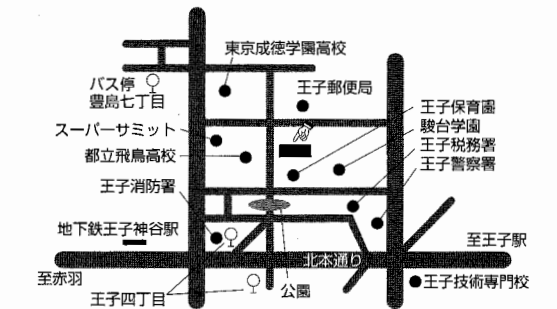 東京成徳学園高校
バス停
豊島七丁目
王子郵便局
スーパーサミット
都立飛鳥高校
王子消防署
地下鉄王子神谷駅
王子保育園
駿台学園
王子税務署
王子警察署
至王子駅
北本通り
至赤羽
王子四丁目
公園
王子技術専門校